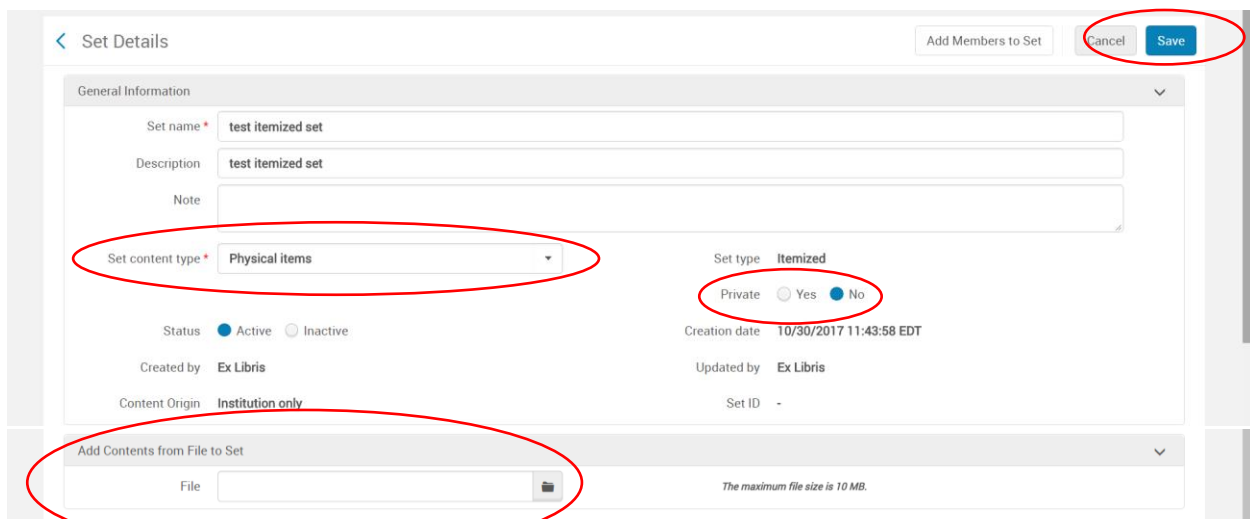 Set Details Add Members to Set Cancel Save
General Information
Set name * test itemized set
Description test itemized set
Note
Set content type * Physical items Set type Itemized
Private Yes No
Status Active Inactive Creation date 10/30/2017 11:43:58 EDT
Created by Ex Libris Updated by Ex Libris
Content Origin Institution only Set ID -
Add Contents from File to Set
File The maximum file size is 10 MB.